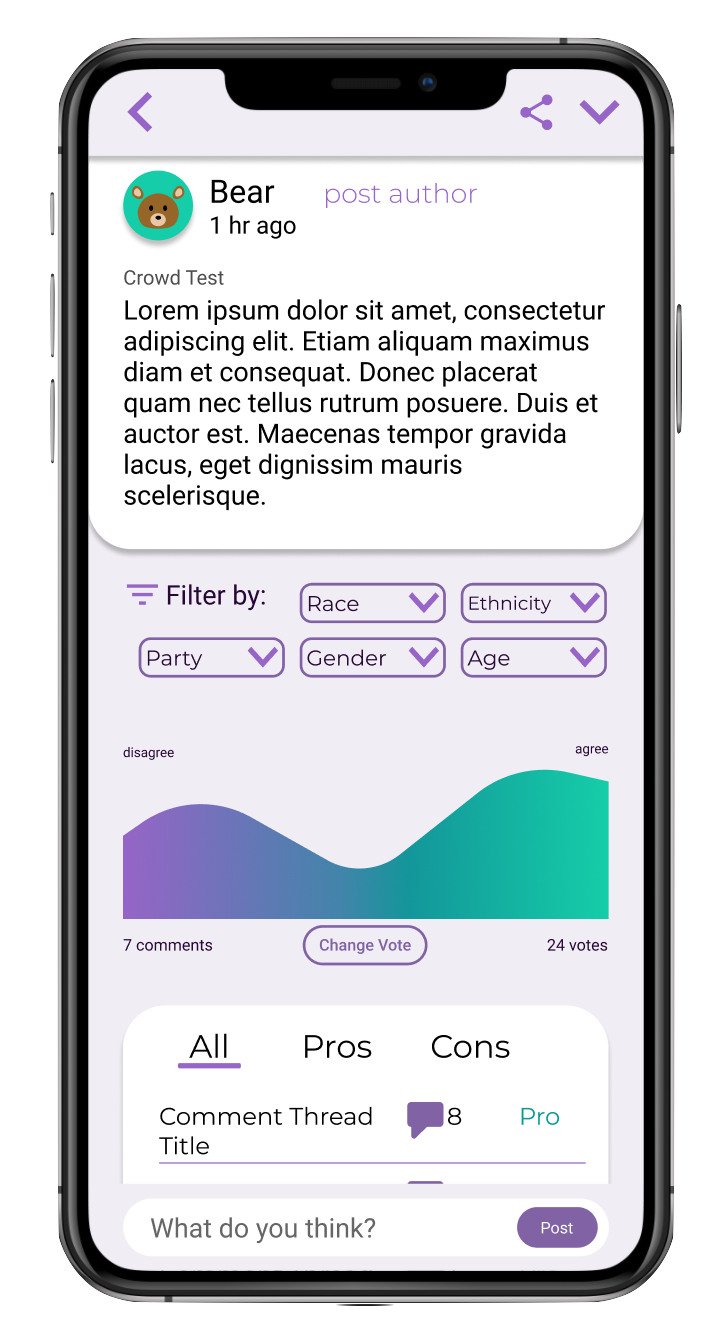 Bear post author
1 hr ago
Crowd Test
Lorem ipsum dolor sit amet, consectetur
adipiscing elit. Etiam aliquam maximus
diam et consequat. Donec placerat
quam nec tellus rutrum posuere. Duis et
auctor est. Maecenas tempor gravida
lacus, eget dignissim mauris
scelerisque.
Filter by: Race Ethnicity
Party Gender Age
disagree agree
7 comments Change Vote 24 votes
All Pros Cons
Comment Thread 8 Pro
Title
What do you think? Post